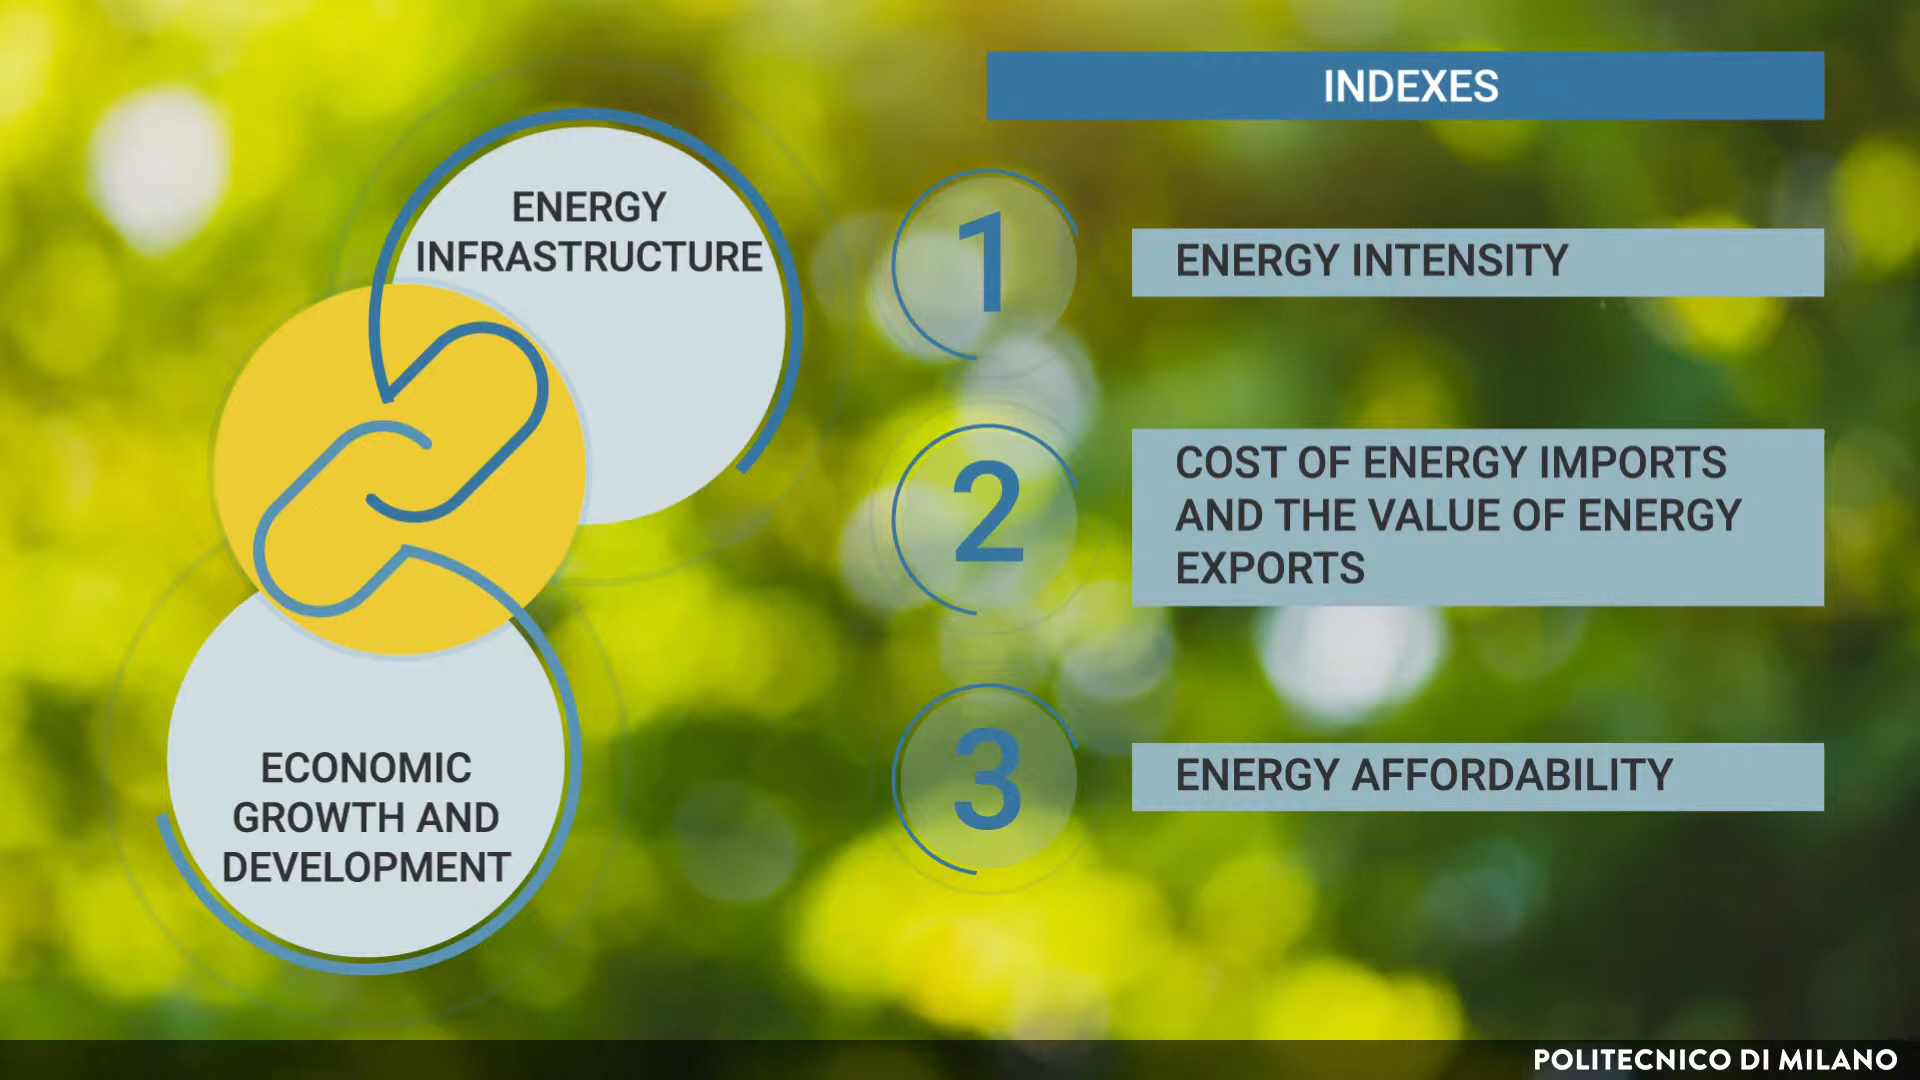 ENERGY
INFRASTRUCTURE
ECONOMIC
GROWTH AND
DEVELOPMENT
INDEXES
1
ENERGY INTENSITY
2
COST OF ENERGY IMPORTS
AND THE VALUE OF ENERGY
EXPORTS
3
ENERGY AFFORDABILITY
POLITECNICO DI MILANO